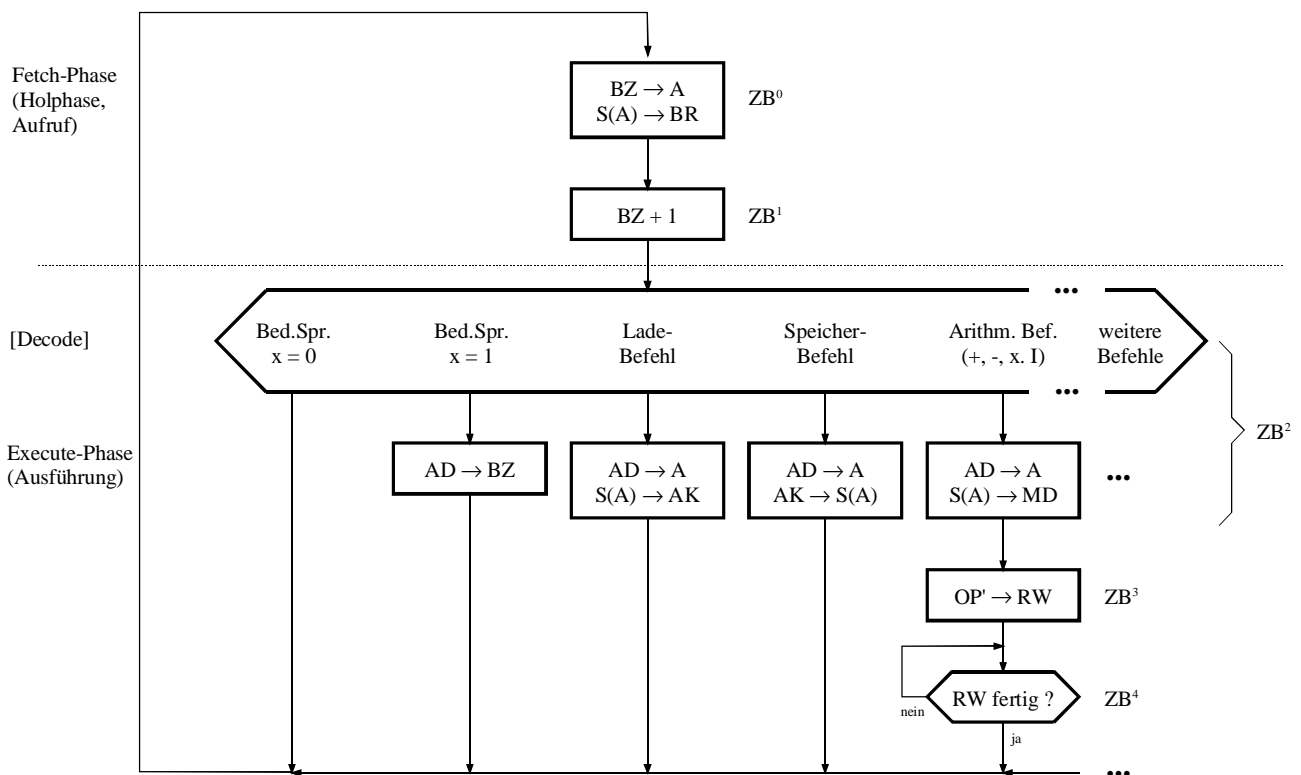 Fetch-Phase
(Holphase,
Aufruf)
BZ → A
S(A) → BR
ZB⁰
BZ + 1
ZB¹
[Decode]
Bed.Spr.
x = 0
Bed.Spr.
x = 1
Lade-
Befehl
Speicher-
Befehl
Arithm. Bef.
(+, -, x. I)
•••
•••
weitere
Befehle
ZB²
Execute-Phase
(Ausführung)
AD → BZ
AD → A
S(A) → AK
AD → A
AK → S(A)
AD → A
S(A) → MD
•••
OP' → RW
ZB³
RW fertig ?
ZB⁴
nein
ja
•••